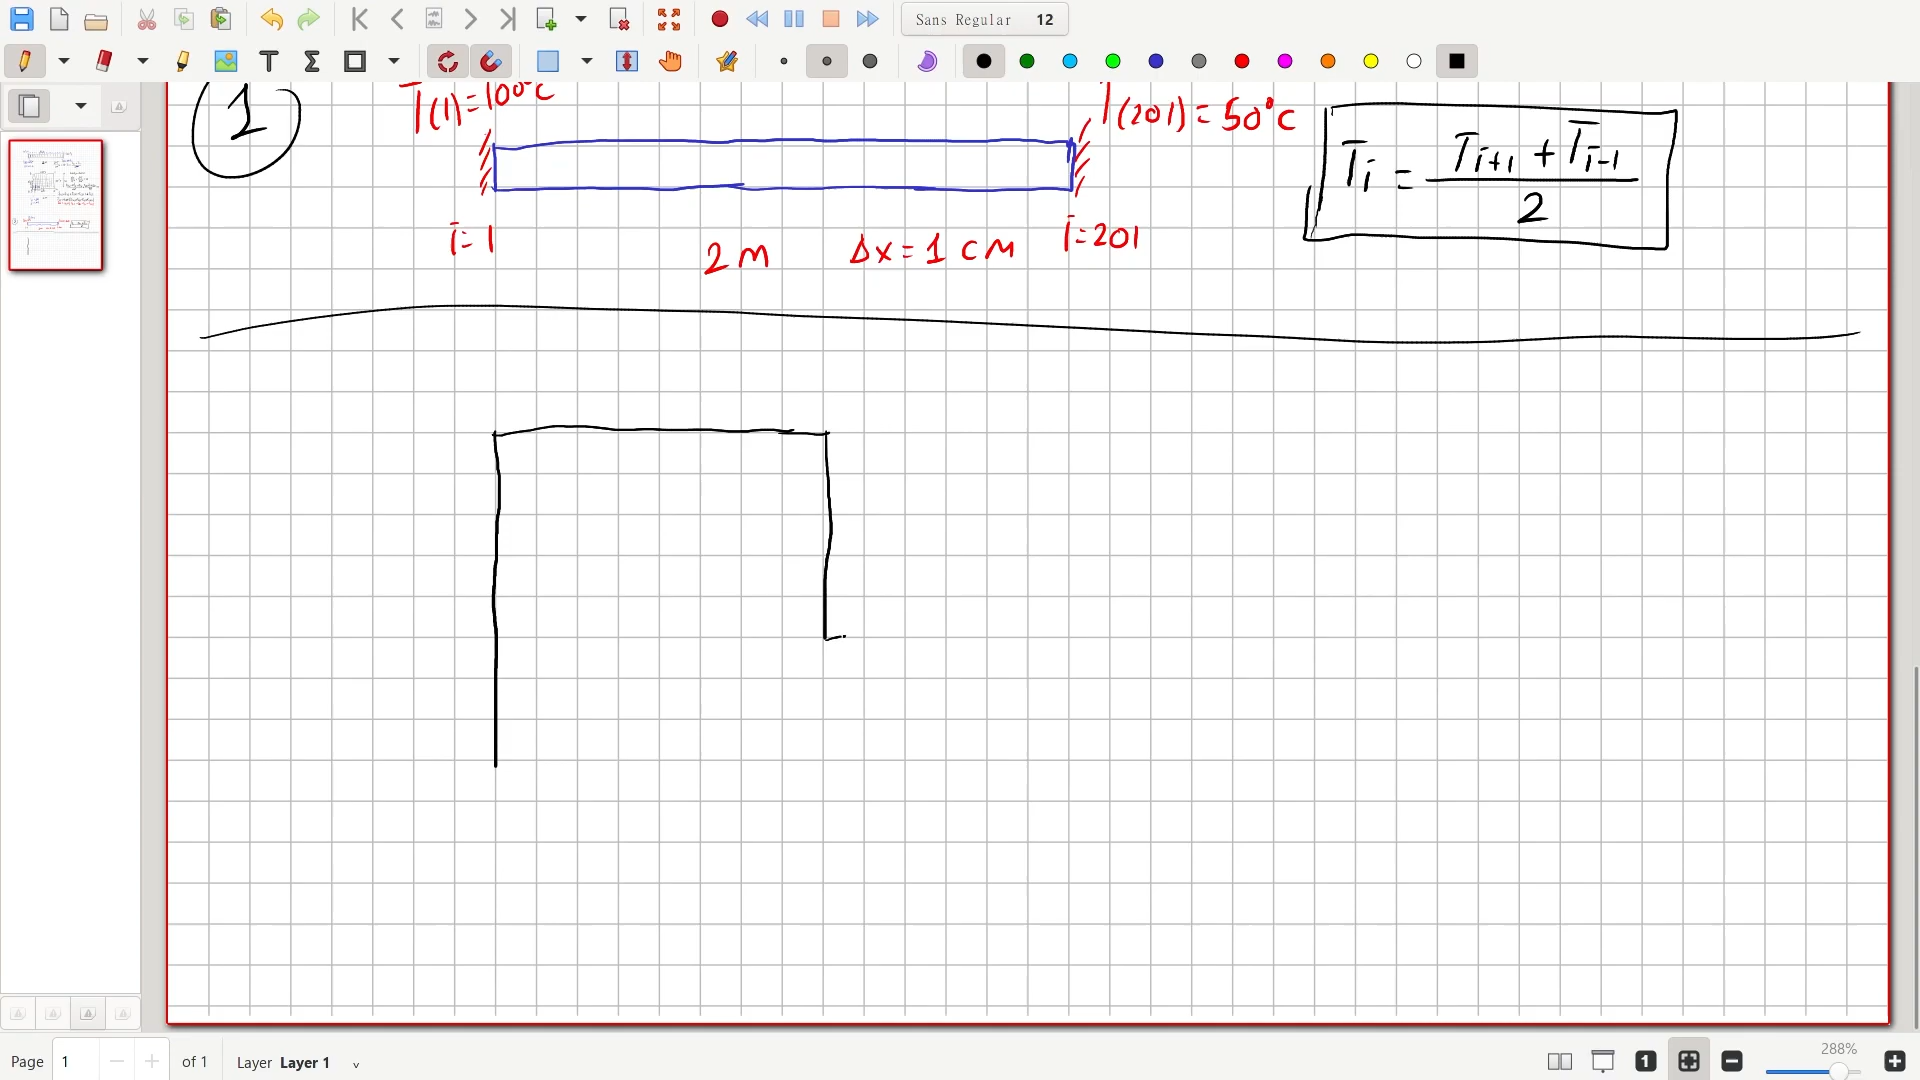 Sans Regular 12
1
T(1)=100°C
T(201) = 50°C
Ti = Ti+1 + Ti-1 / 2
i=1
2 m
Δx = 1 cm
i=201
Page 1 of 1 Layer Layer 1
288%